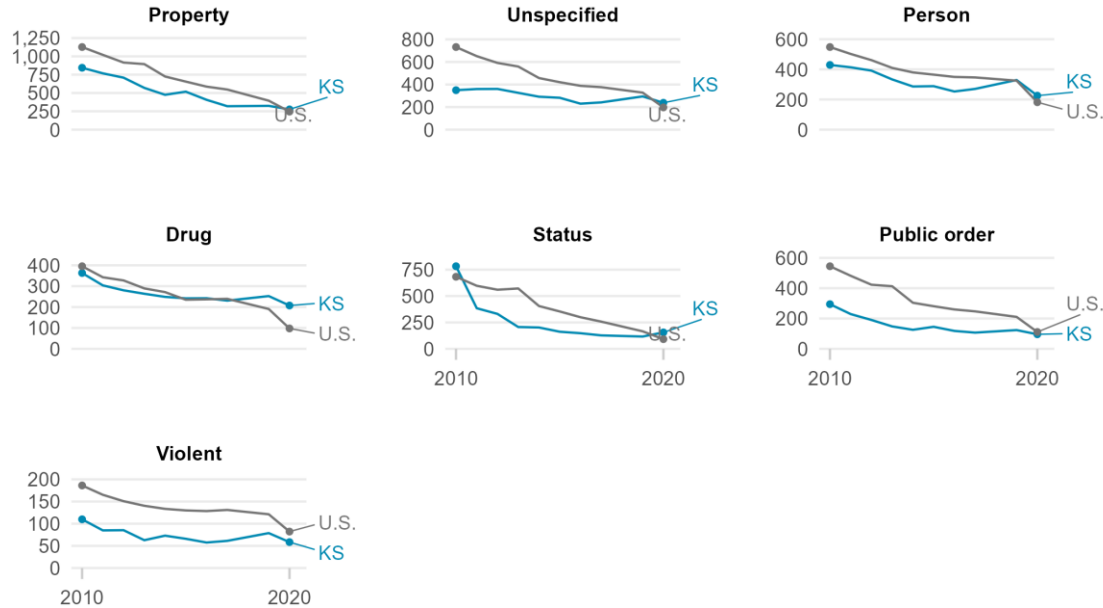 Property
1,250
1,000
750
500
250
0
KS
U.S.
Unspecified
800
600
400
200
0
KS
U.S.
Person
600
400
200
0
KS
U.S.
Drug
400
300
200
100
0
KS
U.S.
Status
750
500
250
0
KS
U.S.
2010 2020
Public order
600
400
200
0
U.S.
KS
2010 2020
Violent
200
150
100
50
0
U.S.
KS
2010 2020